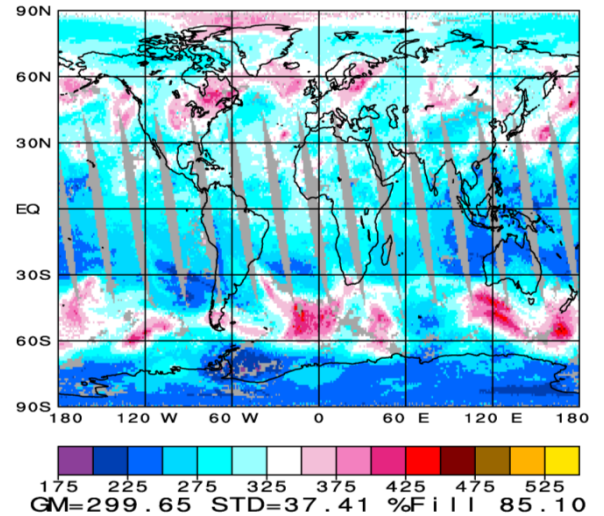 90N
60N
30N
EQ
30S
60S
90S
180 120 W 60 W 0 60 E 120 E 180
175 225 275 325 375 425 475 525
GM=299.65 STD=37.41 %Fill 85.10